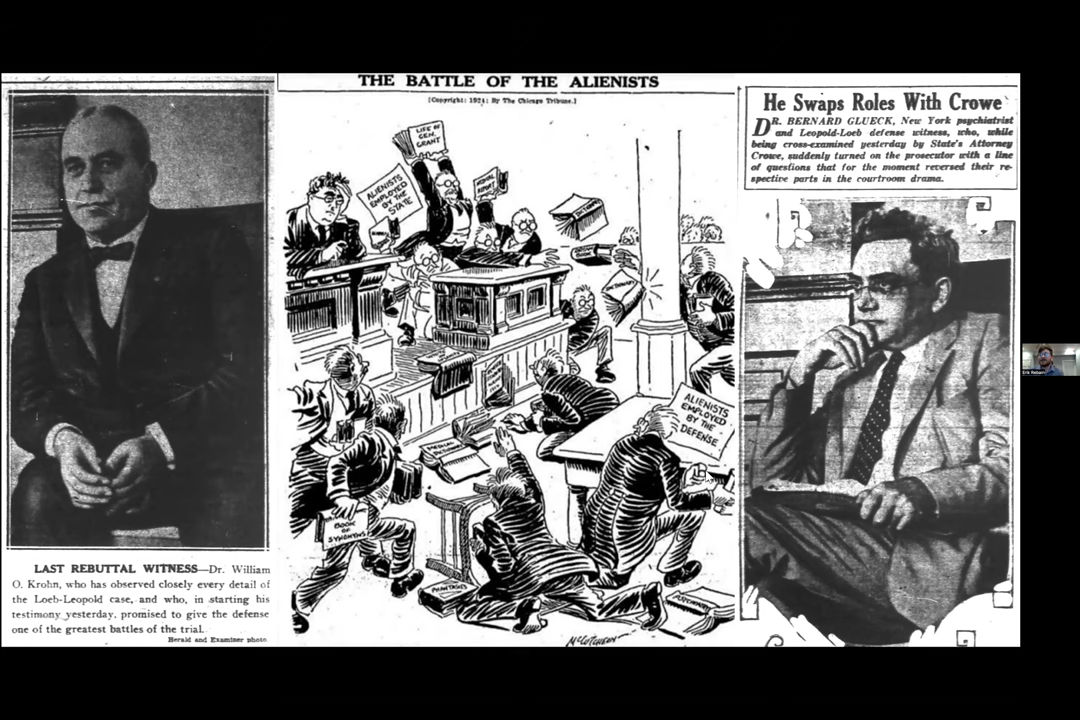 THE BATTLE OF THE ALIENISTS
[Copyright: 1924: By The Chicago Tribune.]
LIFE OF
GEN.
GRANT
ALIENISTS
EMPLOYED
BY THE
STATE
ALIENISTS
EMPLOYED
BY THE
DEFENSE
BOOK
OF
SYNONYMS
McCUTCHEON
LAST REBUTTAL WITNESS—Dr. William
O. Krohn, who has observed closely every detail of
the Loeb-Leopold case, and who, in starting his
testimony yesterday, promised to give the defense
one of the greatest battles of the trial.
Herald and Examiner photo.
He Swaps Roles With Crowe
DR. BERNARD GLUECK, New York psychiatrist
and Leopold-Loeb defense witness, who, while
being cross-examined yesterday by State's Attorney
Crowe, suddenly turned on the prosecutor with a line
of questions that for the moment reversed their re-
spective parts in the courtroom drama.
Erik Rebain